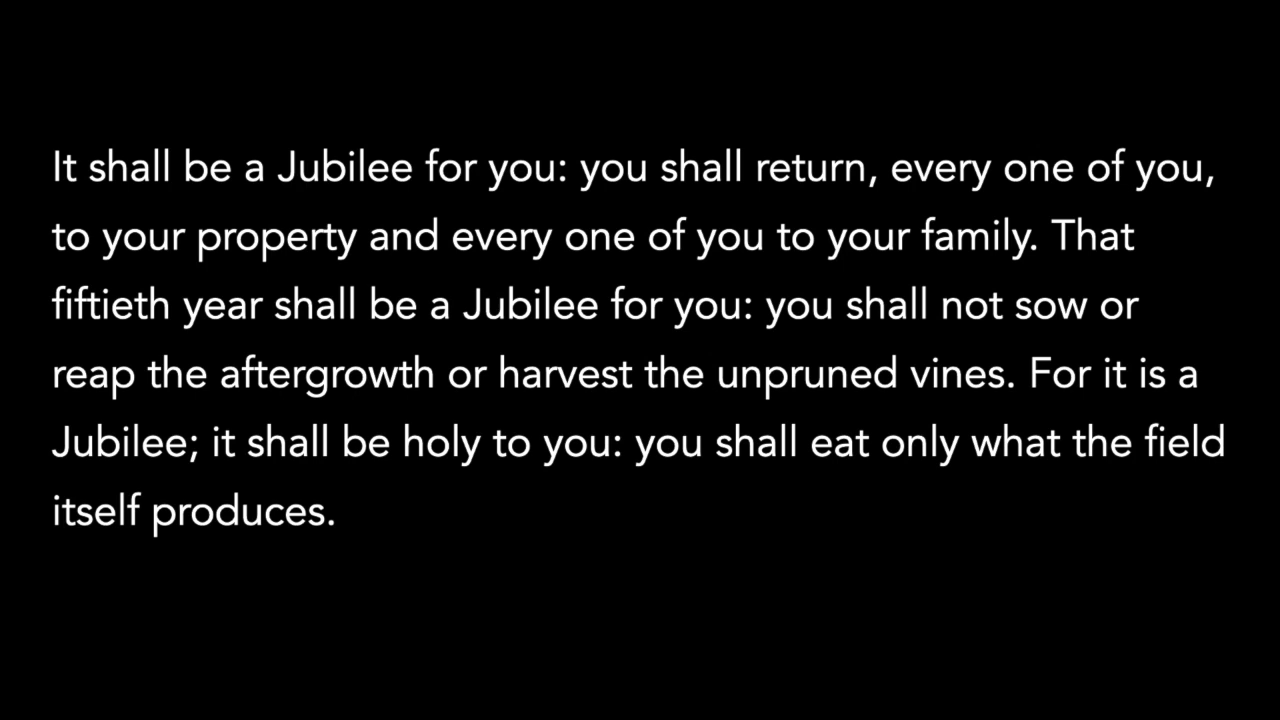 It shall be a Jubilee for you: you shall return, every one of you,
to your property and every one of you to your family. That
fiftieth year shall be a Jubilee for you: you shall not sow or
reap the aftergrowth or harvest the unpruned vines. For it is a
Jubilee; it shall be holy to you: you shall eat only what the field
itself produces.